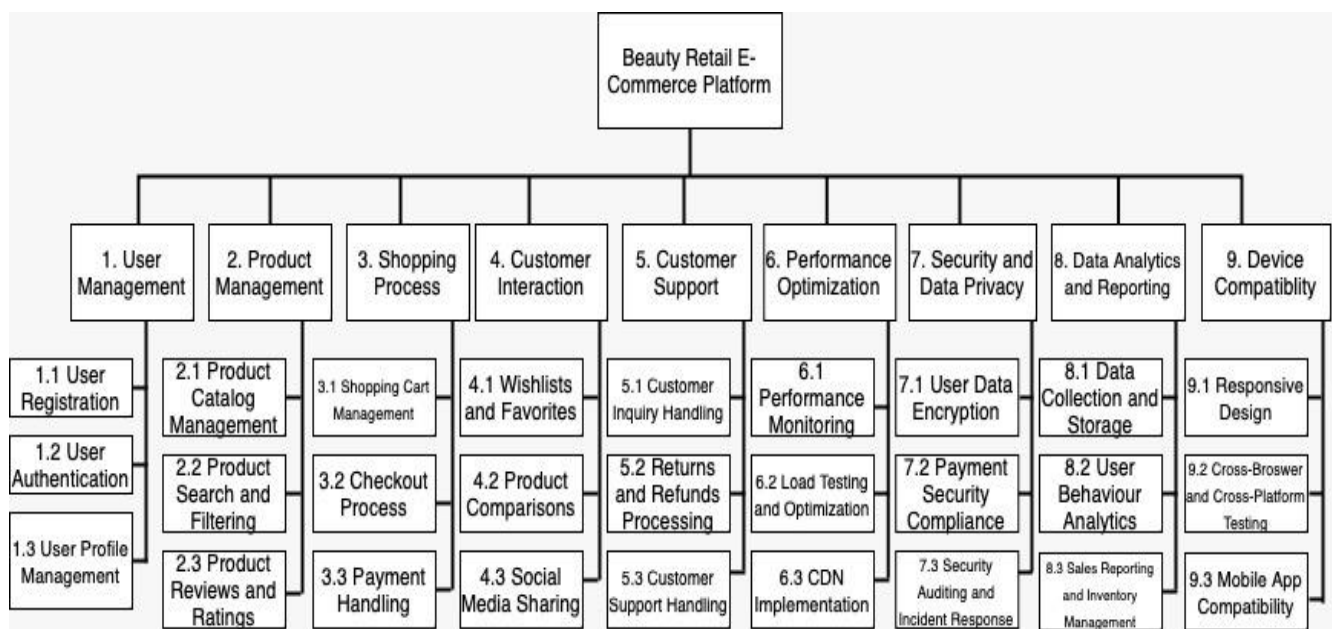 Beauty Retail E-
Commerce Platform
1. User
Management
2. Product
Management
3. Shopping
Process
4. Customer
Interaction
5. Customer
Support
6. Performance
Optimization
7. Security and
Data Privacy
8. Data Analytics
and Reporting
9. Device
Compatiblity
1.1 User
Registration
1.2 User
Authentication
1.3 User Profile
Management
2.1 Product
Catalog
Management
2.2 Product
Search and
Filtering
2.3 Product
Reviews and
Ratings
3.1 Shopping Cart
Management
3.2 Checkout
Process
3.3 Payment
Handling
4.1 Wishlists
and Favorites
4.2 Product
Comparisons
4.3 Social
Media Sharing
5.1 Customer
Inquiry Handling
5.2 Returns
and Refunds
Processing
5.3 Customer
Support Handling
6.1
Performance
Monitoring
6.2 Load Testing
and Optimization
6.3 CDN
Implementation
7.1 User Data
Encryption
7.2 Payment
Security
Compliance
7.3 Security
Auditing and
Incident Response
8.1 Data
Collection and
Storage
8.2 User
Behaviour
Analytics
8.3 Sales Reporting
and Inventory
Management
9.1 Responsive
Design
9.2 Cross-Broswer
and Cross-Platform
Testing
9.3 Mobile App
Compatibility